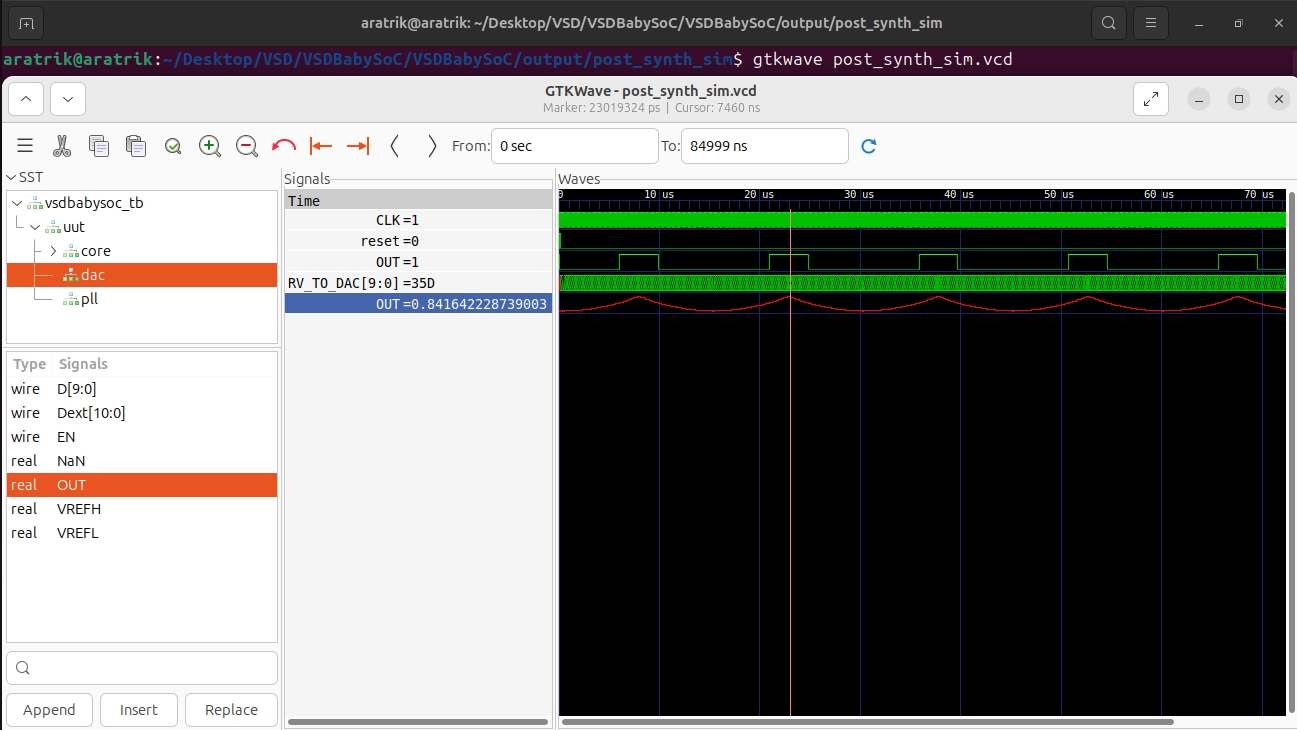 aratrik@aratrik: ~/Desktop/VSD/VSDBabySoC/VSDBabySoC/output/post_synth_sim
aratrik@aratrik:~/Desktop/VSD/VSDBabySoC/VSDBabySoC/output/post_synth_sim$ gtkwave post_synth_sim.vcd
GTKWave - post_synth_sim.vcd
Marker: 23019324 ps | Cursor: 7460 ns
From: 0 sec To: 84999 ns
SST
vsdbabysoc_tb
uut
core
dac
pll
Type Signals
wire D[9:0]
wire Dext[10:0]
wire EN
real NaN
real OUT
real VREFH
real VREFL
Append Insert Replace
Signals
Time
CLK=1
reset=0
OUT=1
RV_TO_DAC[9:0]=35D
OUT=0.841642228739003
Waves
0 10 us 20 us 30 us 40 us 50 us 60 us 70 us